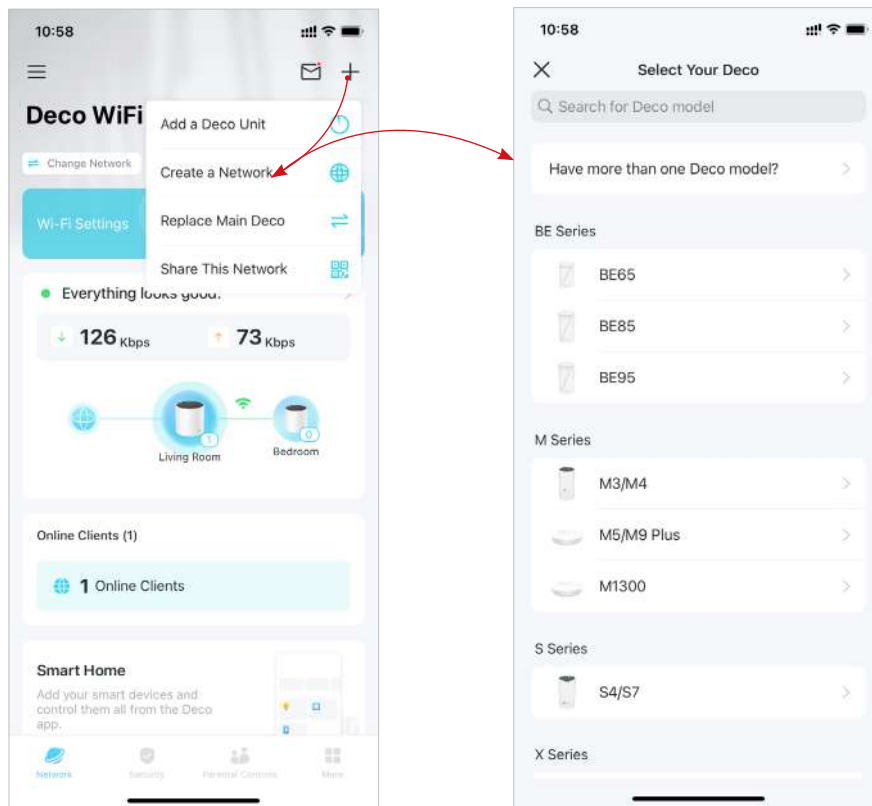 10:58
Deco WiFi
Add a Deco Unit
Change Network
Create a Network
Wi-Fi Settings
Replace Main Deco
Share This Network
Everything looks good!
126 Kbps
73 Kbps
1
0
Living Room
Bedroom
Online Clients (1)
1 Online Clients
Smart Home
Add your smart devices and
control them all from the Deco
app.
Network
Security
Parental Controls
More
10:58
Select Your Deco
Search for Deco model
Have more than one Deco model?
BE Series
BE65
BE85
BE95
M Series
M3/M4
M5/M9 Plus
M1300
S Series
S4/S7
X Series